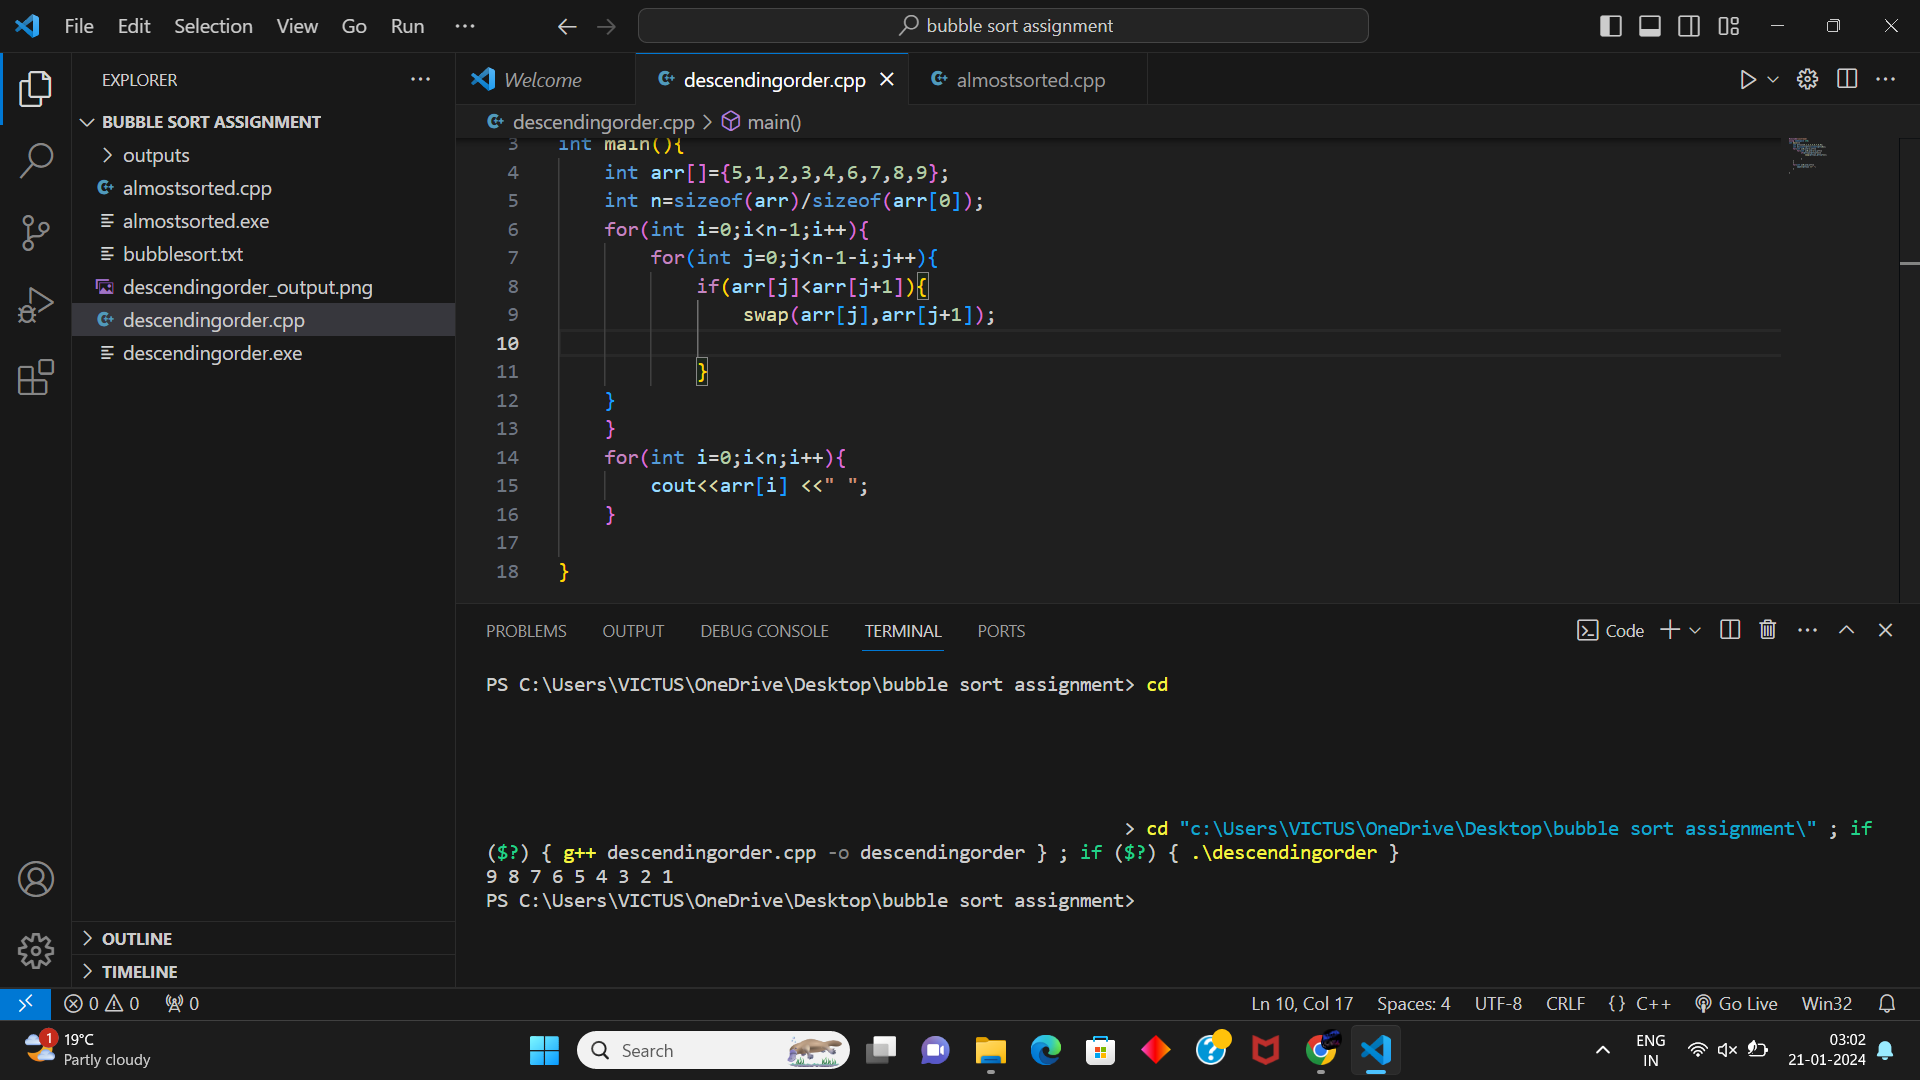 File Edit Selection View Go Run ··· bubble sort assignment
EXPLORER ···
Welcome descendingorder.cpp almostsorted.cpp ···
BUBBLE SORT ASSIGNMENT
outputs
almostsorted.cpp
almostsorted.exe
bubblesort.txt
descendingorder_output.png
descendingorder.cpp
descendingorder.exe
OUTLINE
TIMELINE
descendingorder.cpp > main()
3 int main(){
4 int arr[]={5,1,2,3,4,6,7,8,9};
5 int n=sizeof(arr)/sizeof(arr[0]);
6 for(int i=0;i<n-1;i++){
7 for(int j=0;j<n-1-i;j++){
8 if(arr[j]<arr[j+1]){
9 swap(arr[j],arr[j+1]);
10
11 }
12 }
13 }
14 for(int i=0;i<n;i++){
15 cout<<arr[i] <<" ";
16 }
17
18 }
PROBLEMS OUTPUT DEBUG CONSOLE TERMINAL PORTS Code ···
PS C:\Users\VICTUS\OneDrive\Desktop\bubble sort assignment> cd
> cd "c:\Users\VICTUS\OneDrive\Desktop\bubble sort assignment\" ; if
($?) { g++ descendingorder.cpp -o descendingorder } ; if ($?) { .\descendingorder }
9 8 7 6 5 4 3 2 1
PS C:\Users\VICTUS\OneDrive\Desktop\bubble sort assignment>
0 0 0 Ln 10, Col 17 Spaces: 4 UTF-8 CRLF {} C++ Go Live Win32
1 19°C
Partly cloudy
Search
ENG
IN
03:02
21-01-2024